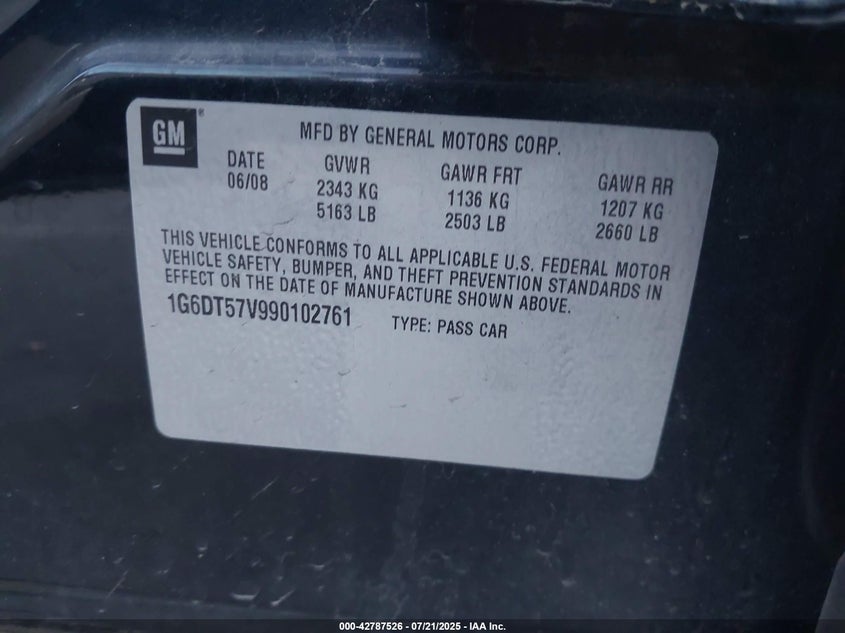 GM®
MFD BY GENERAL MOTORS CORP.
DATE GVWR GAWR FRT GAWR RR
06/08 2343 KG 1136 KG 1207 KG
5163 LB 2503 LB 2660 LB
THIS VEHICLE CONFORMS TO ALL APPLICABLE U.S. FEDERAL MOTOR
VEHICLE SAFETY, BUMPER, AND THEFT PREVENTION STANDARDS IN
EFFECT ON THE DATE OF MANUFACTURE SHOWN ABOVE.
1G6DT57V990102761 TYPE: PASS CAR
000-42787526 - 07/21/2025 - IAA Inc.